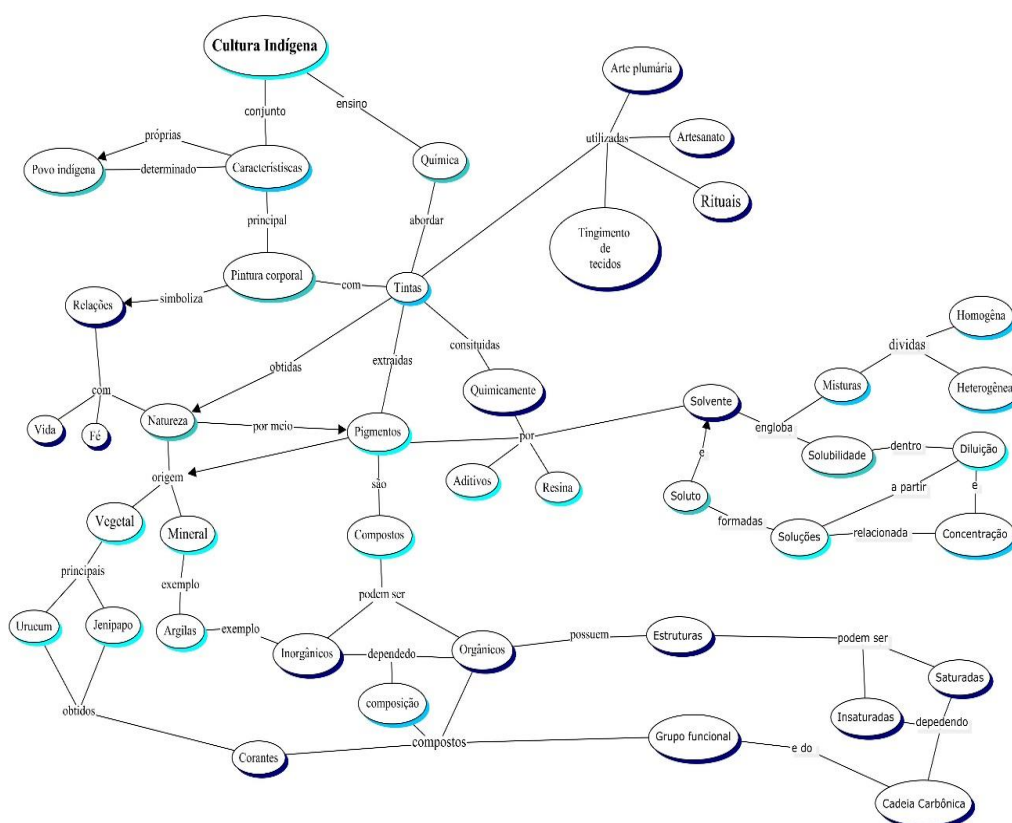 Cultura Indígena
Arte plumária
ensino
conjunto
próprias
utilizadas
Artesanato
Povo indígena
determinado
Característiscas
Química
Rituais
principal
abordar
Tingimento
de
tecidos
Pintura corporal
com
Tintas
Relações
simboliza
Homogêna
consituidas
dividas
extraídas
obtidas
Quimicamente
Misturas
Heterogênea
com
Solvente
engloba
Vida
Fé
Natureza
por meio
Pigmentos
por
Solubilidade
dentro
Diluição
e
origem
são
Aditivos
Resina
a partir
e
Soluto
Vegetal
Mineral
Compostos
formadas
Soluções
relacionada
Concentração
principais
exemplo
podem ser
Urucum
Jenipapo
Argilas
exemplo
Inorgânicos
dependedo
Orgânicos
possuem
Estruturas
podem ser
Saturadas
composição
Insaturadas
depedendo
obtidos
compostos
Grupo funcional
e do
Corantes
Cadeia Carbônica